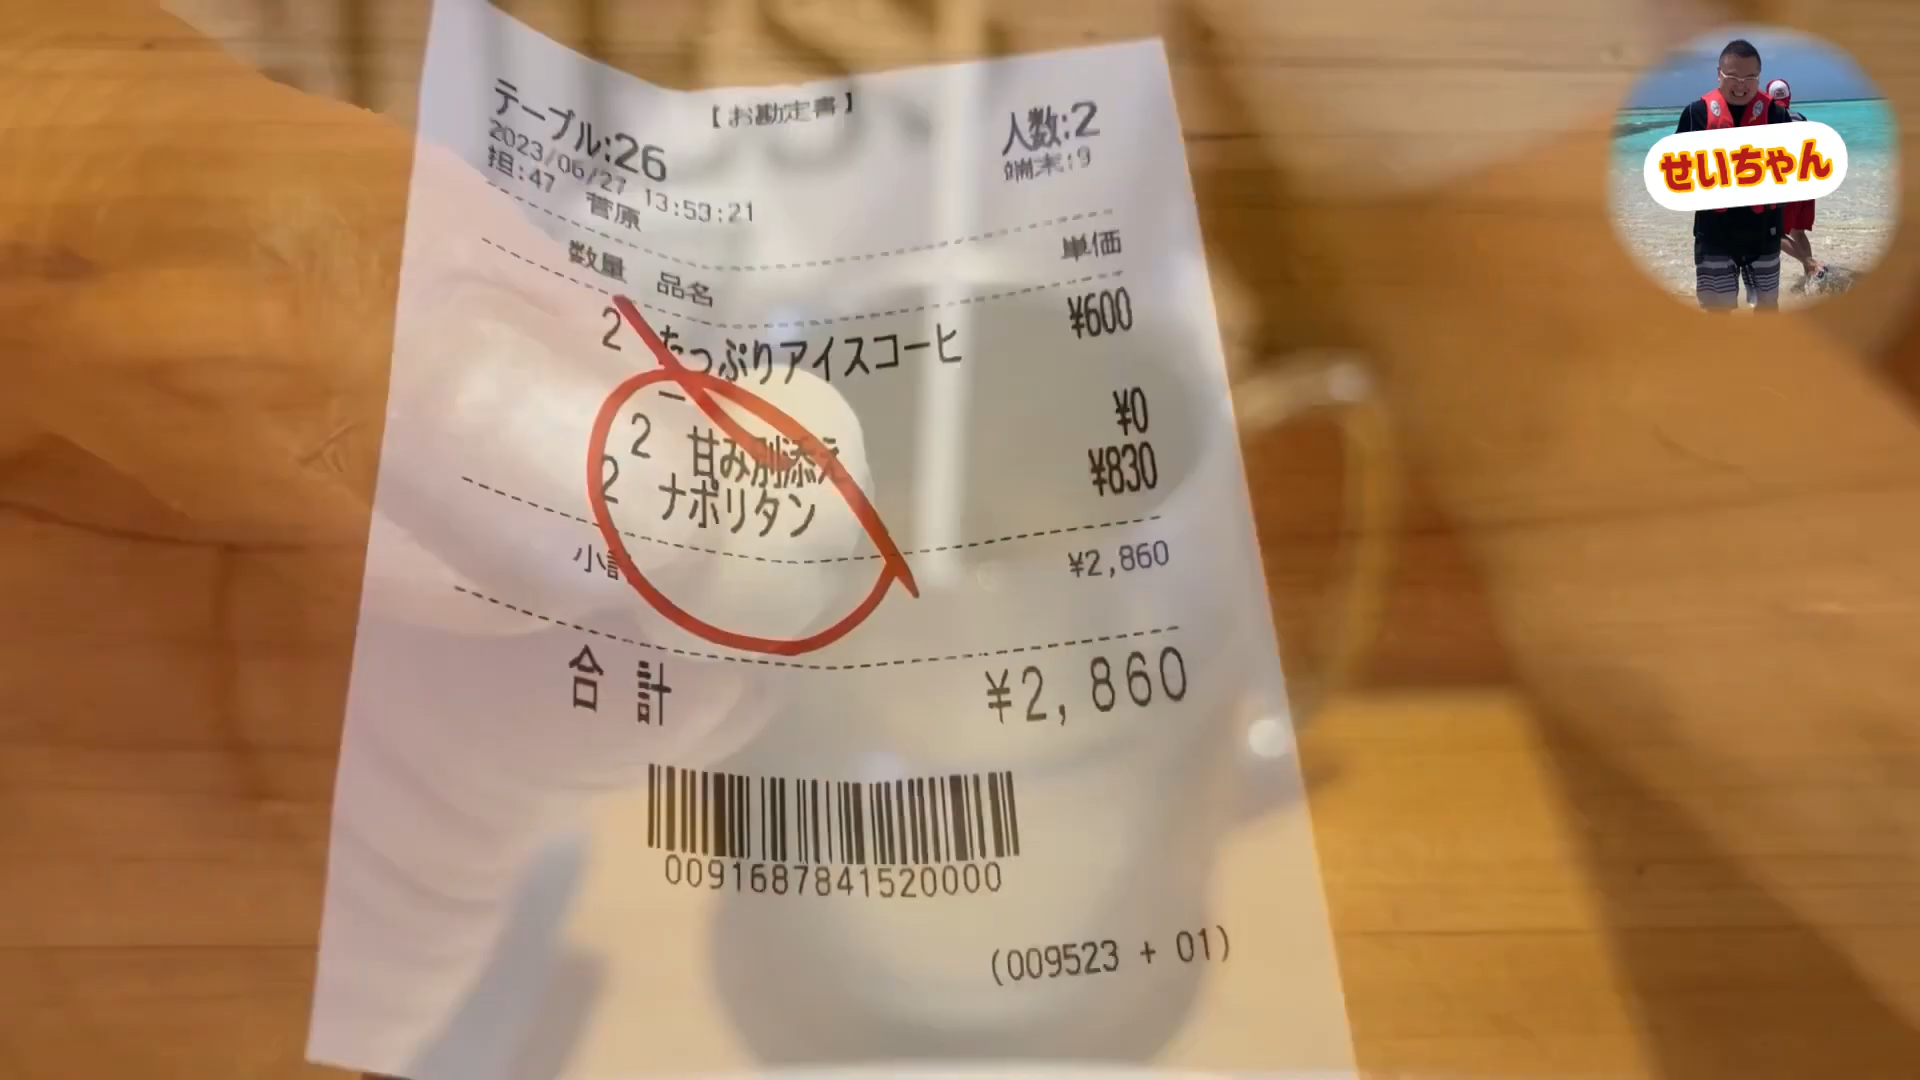 【お勘定書】
テーブル:26
人数:2
2023/06/27 13:53:21
端末:9
担:47 菅原
数量 品名 単価
2 たっぷりアイスコーヒ ¥600
ー
2 甘み別添え ¥0
2 ナポリタン ¥830
小計 ¥2,860
合計 ¥2,860
0091687841520000
(009523 + 01)
せいちゃん